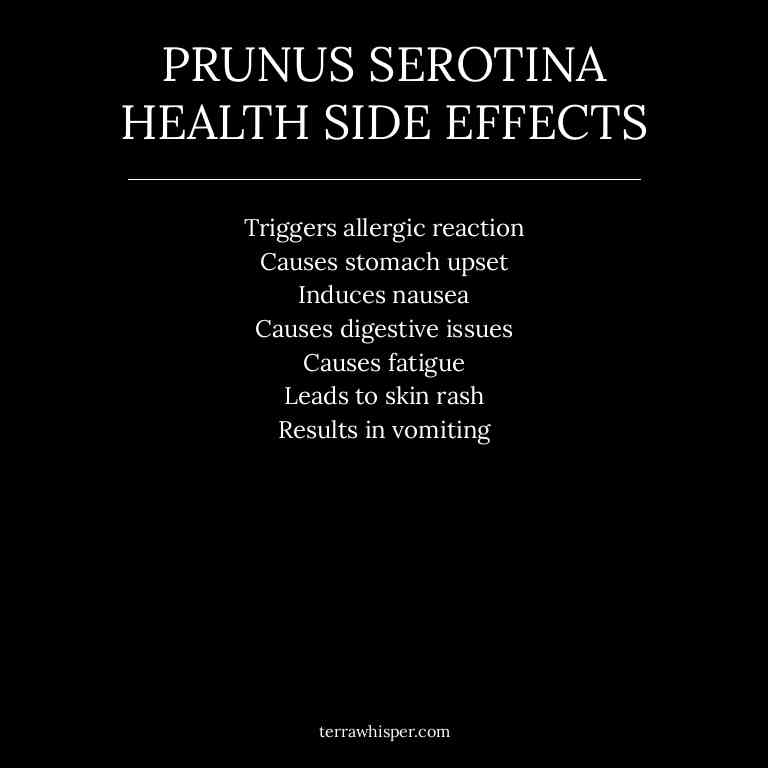 PRUNUS SEROTINA
HEALTH SIDE EFFECTS
Triggers allergic reaction
Causes stomach upset
Induces nausea
Causes digestive issues
Causes fatigue
Leads to skin rash
Results in vomiting
terrawhisper.com